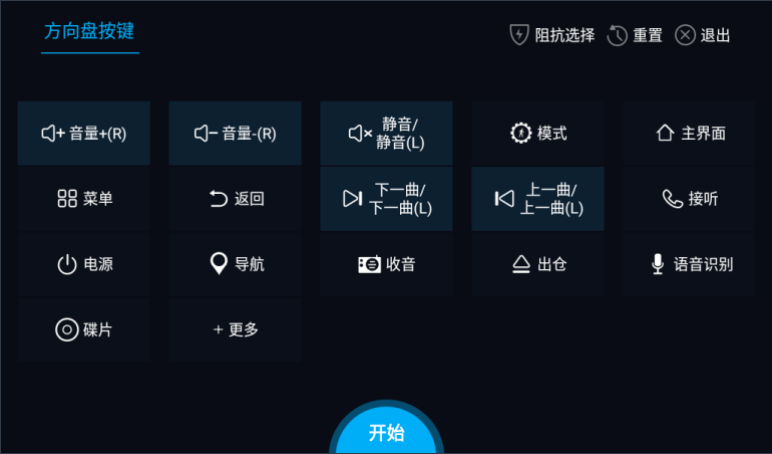 方向盘按键
阻抗选择 重置 退出
音量+(R) 音量-(R) 静音/
静音(L) 模式 主界面
菜单 返回 下一曲/
下一曲(L) 上一曲/
上一曲(L) 接听
电源 导航 收音 出仓 语音识别
碟片 + 更多
开始